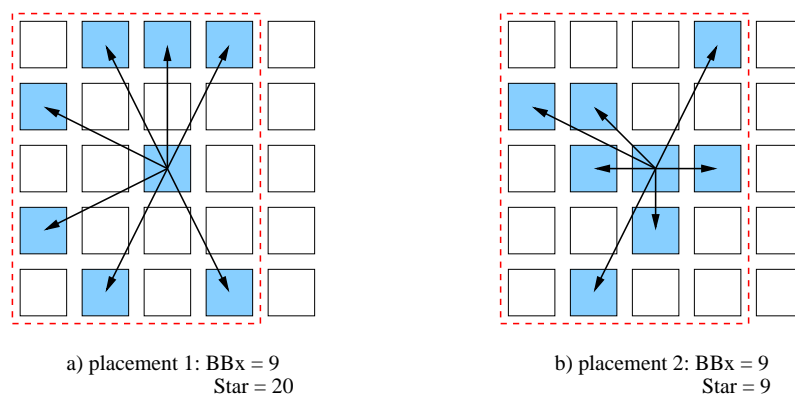 a) placement 1: BBx = 9
Star = 20
b) placement 2: BBx = 9
Star = 9